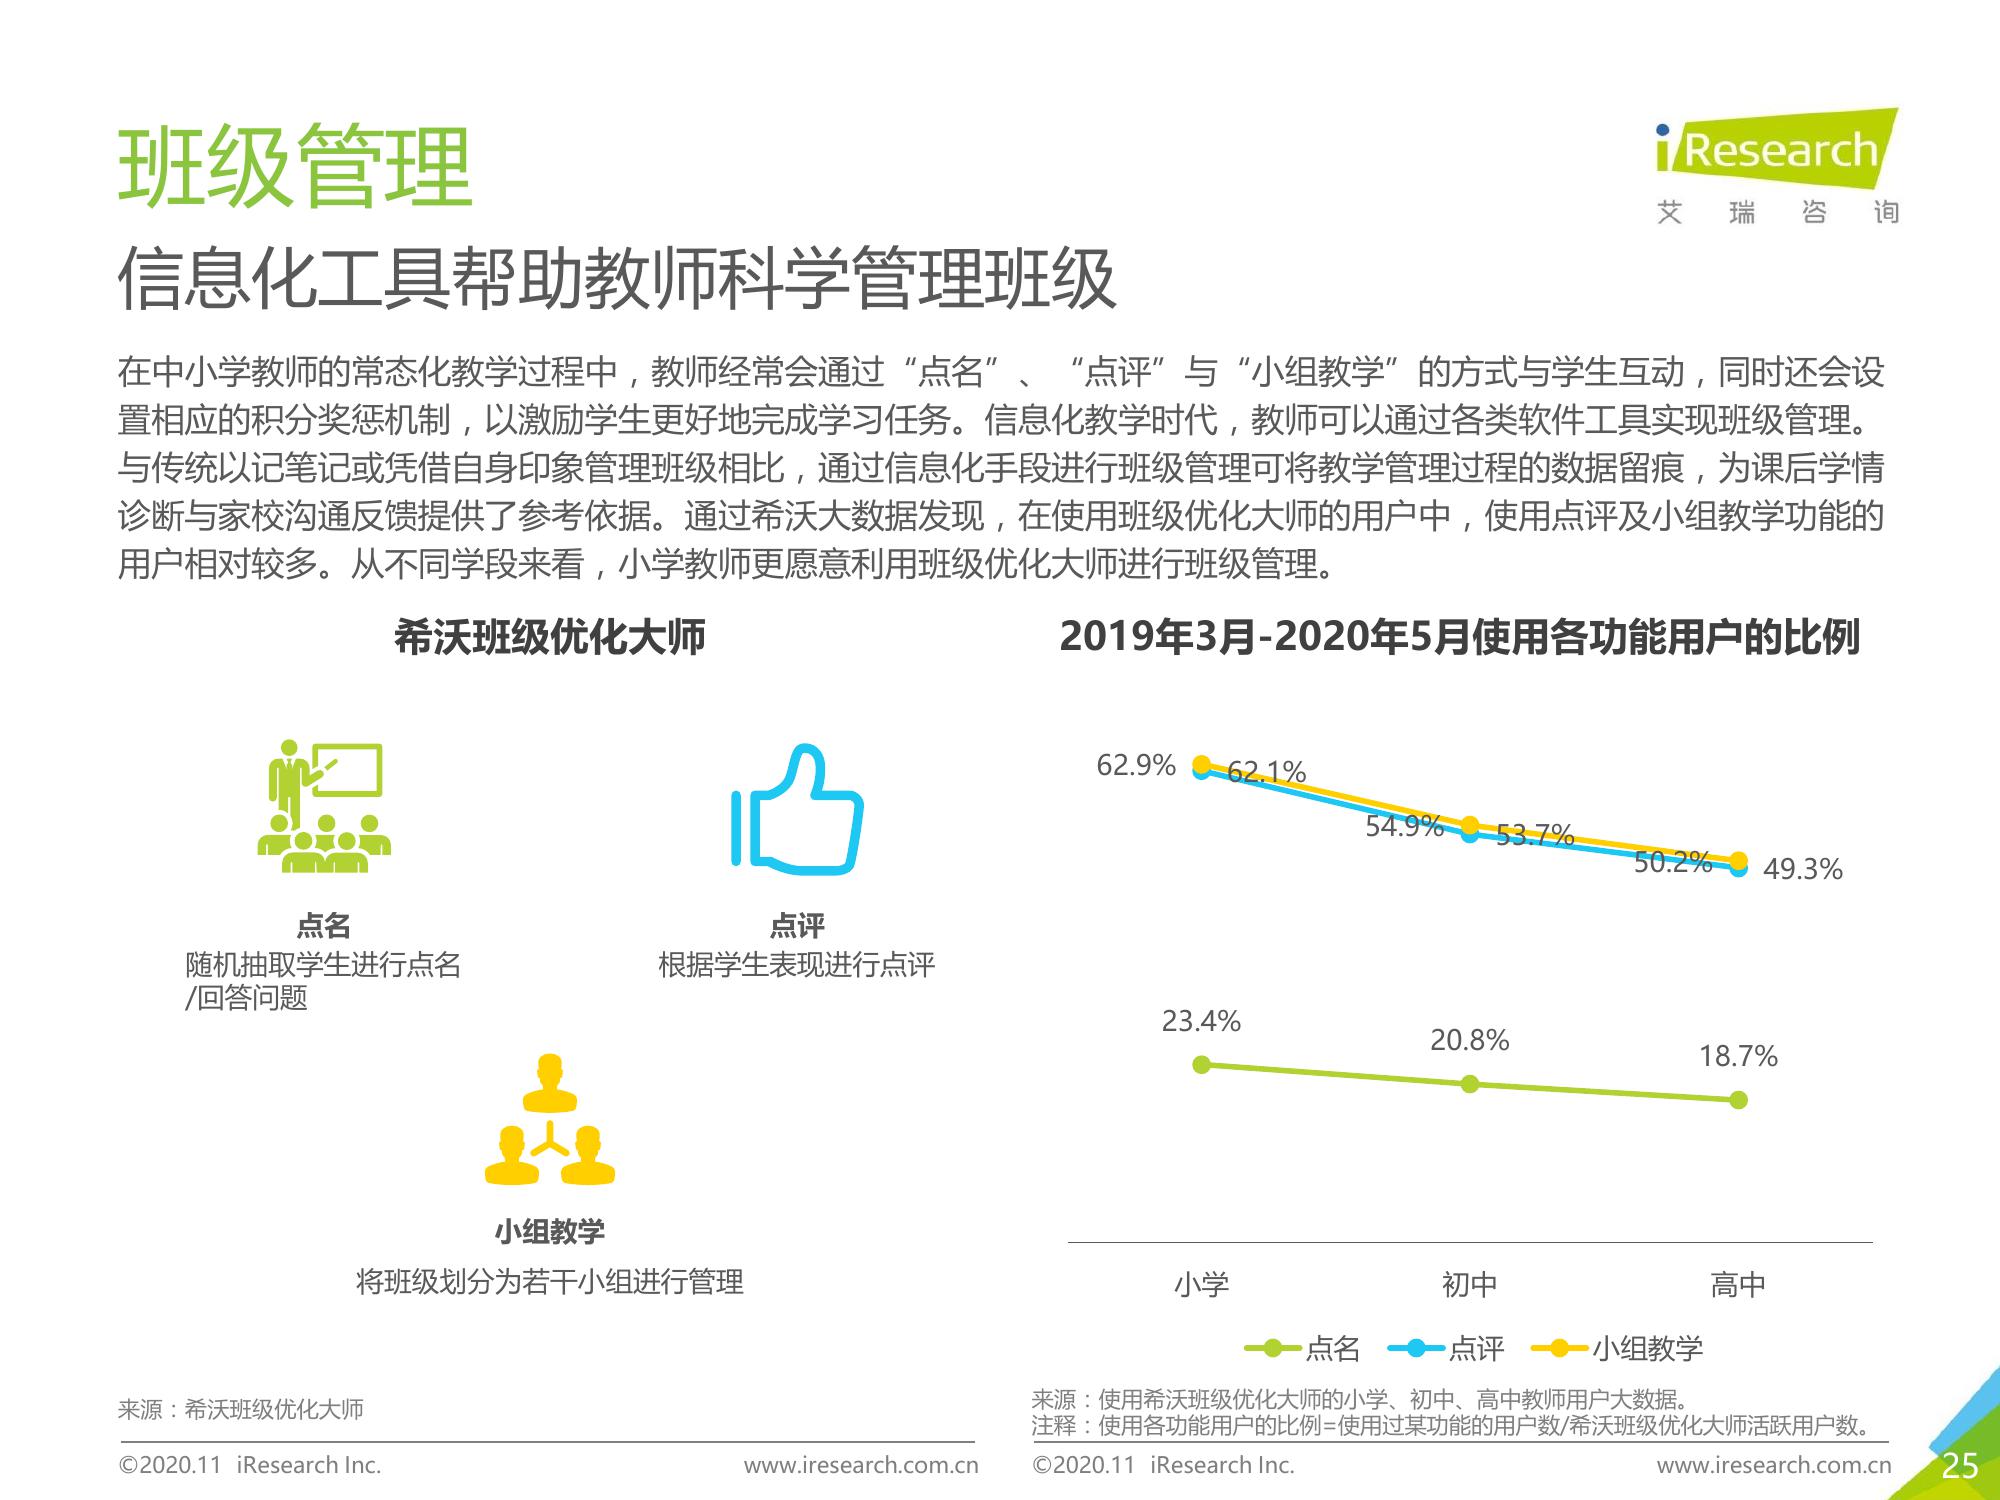 班级管理
iResearch
艾瑞咨询
信息化工具帮助教师科学管理班级
在中小学教师的常态化教学过程中，教师经常会通过“点名”、“点评”与“小组教学”的方式与学生互动，同时还会设
置相应的积分奖惩机制，以激励学生更好地完成学习任务。信息化教学时代，教师可以通过各类软件工具实现班级管理。
与传统以记笔记或凭借自身印象管理班级相比，通过信息化手段进行班级管理可将教学管理过程的数据留痕，为课后学情
诊断与家校沟通反馈提供了参考依据。通过希沃大数据发现，在使用班级优化大师的用户中，使用点评及小组教学功能的
用户相对较多。从不同学段来看，小学教师更愿意利用班级优化大师进行班级管理。
希沃班级优化大师
点名
随机抽取学生进行点名
/回答问题
点评
根据学生表现进行点评
小组教学
将班级划分为若干小组进行管理
来源：希沃班级优化大师
2019年3月-2020年5月使用各功能用户的比例
62.9%
62.1%
54.9%
53.7%
50.2%
49.3%
23.4%
20.8%
18.7%
小学
初中
高中
点名
点评
小组教学
来源：使用希沃班级优化大师的小学、初中、高中教师用户大数据。
注释：使用各功能用户的比例=使用过某功能的用户数/希沃班级优化大师活跃用户数。
©2020.11 iResearch Inc.
www.iresearch.com.cn
©2020.11 iResearch Inc.
www.iresearch.com.cn
25